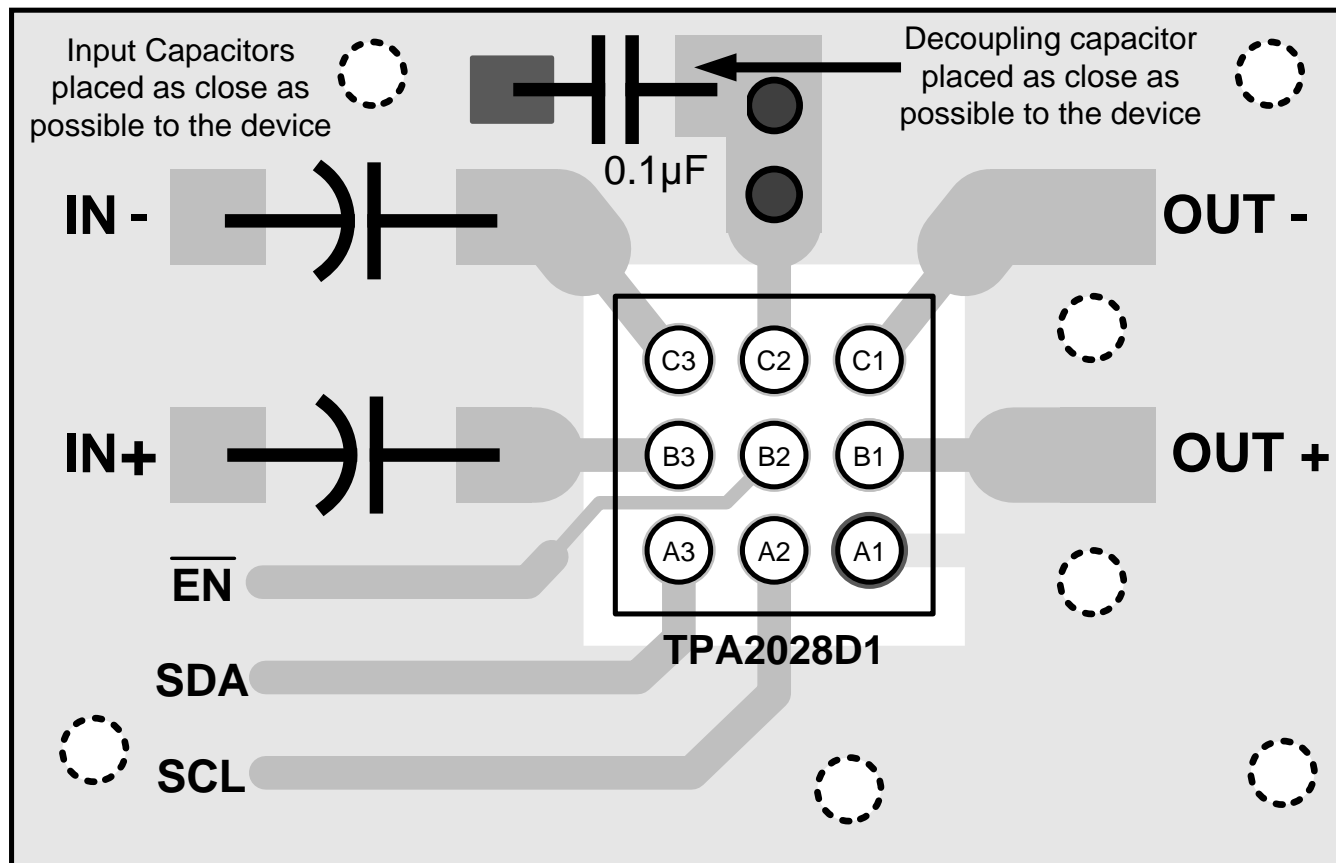 Input Capacitors
placed as close as
possible to the device
Decoupling capacitor
placed as close as
possible to the device
0.1µF
IN -
OUT -
C3 C2 C1
IN+
B3 B2 B1
OUT +
A3 A2 A1
EN
TPA2028D1
SDA
SCL